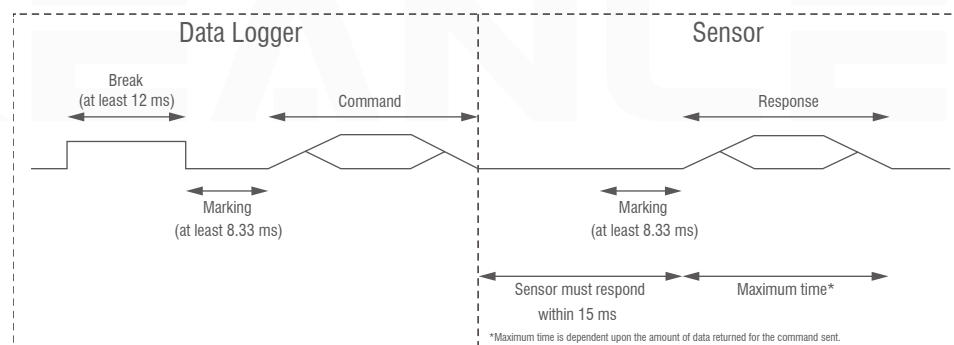 Data Logger
Sensor
Break
(at least 12 ms)
Command
Response
Marking
(at least 8.33 ms)
Marking
(at least 8.33 ms)
Sensor must respond
within 15 ms
Maximum time*
*Maximum time is dependent upon the amount of data returned for the command sent.